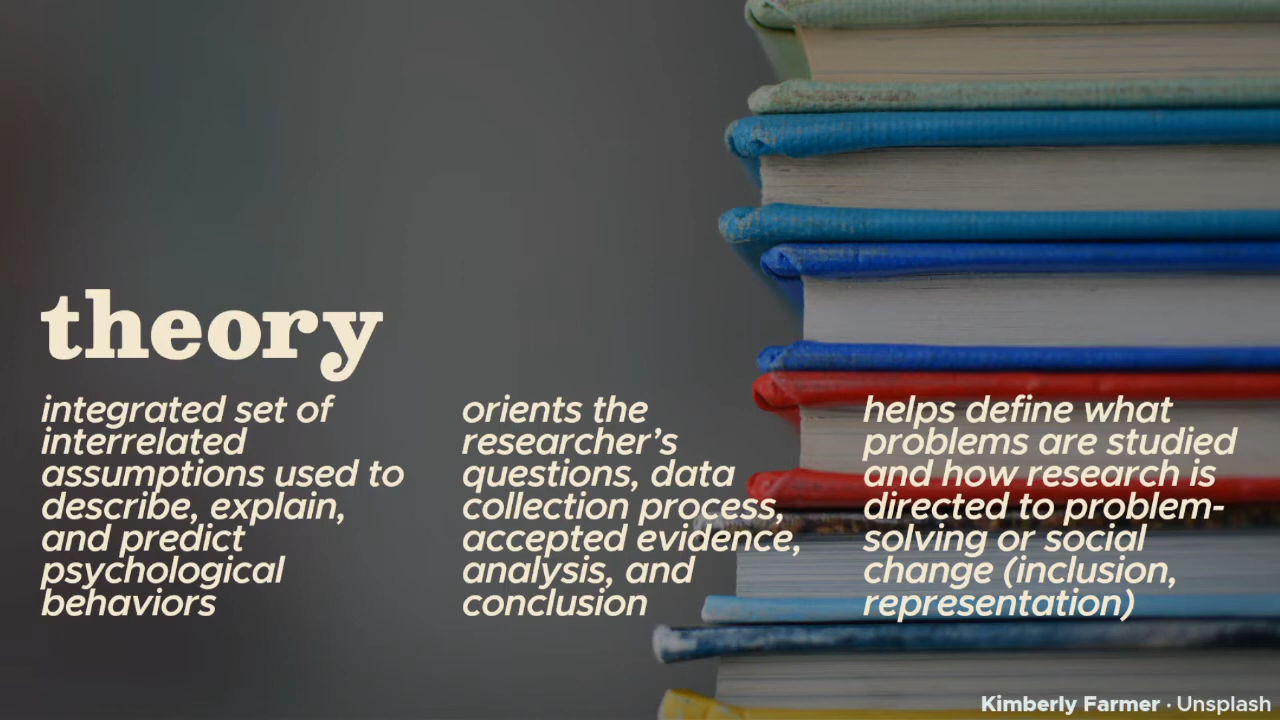 theory
integrated set of
interrelated
assumptions used to
describe, explain,
and predict
psychological
behaviors
orients the
researcher’s
questions, data
collection process,
accepted evidence,
analysis, and
conclusion
helps define what
problems are studied
and how research is
directed to problem-
solving or social
change (inclusion,
representation)
Kimberly Farmer · Unsplash